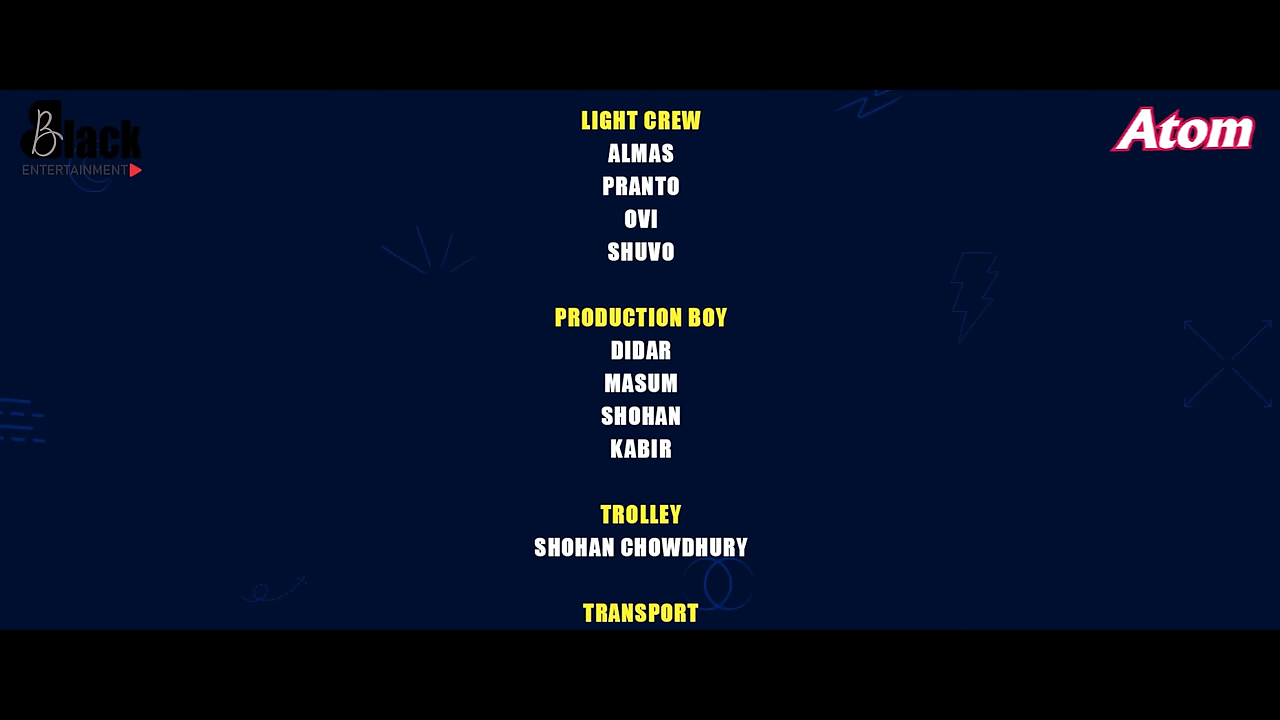 Black
ENTERTAINMENT
Atom
LIGHT CREW
ALMAS
PRANTO
OVI
SHUVO
PRODUCTION BOY
DIDAR
MASUM
SHOHAN
KABIR
TROLLEY
SHOHAN CHOWDHURY
TRANSPORT